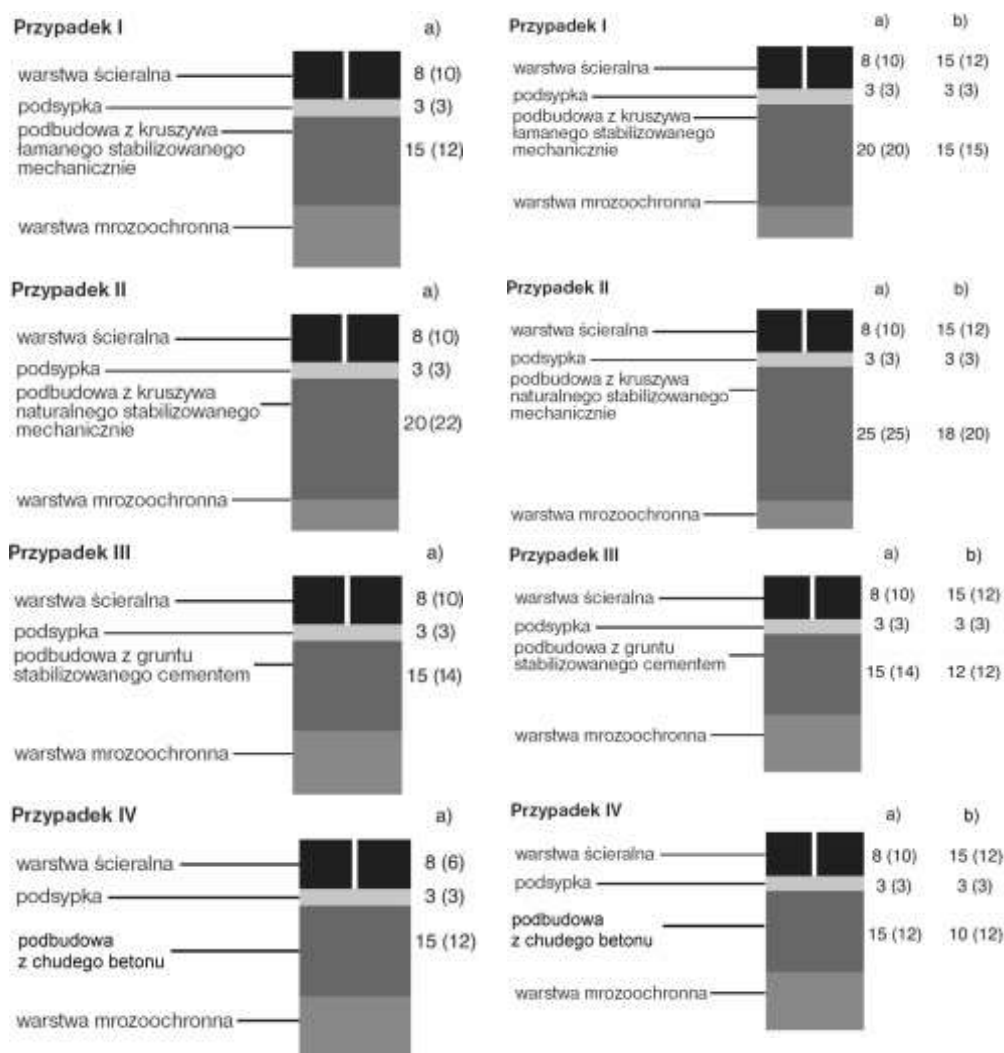 Przypadek I a)
warstwa ścieralna 8 (10)
podsypka 3 (3)
podbudowa z kruszywa
łamanego stabilizowanego 15 (12)
mechanicznie
warstwa mrozoochronna
Przypadek II a)
warstwa ścieralna 8 (10)
podsypka 3 (3)
podbudowa z kruszywa
naturalnego stabilizowanego 20 (22)
mechanicznie
warstwa mrozoochronna
Przypadek III a)
warstwa ścieralna 8 (10)
podsypka 3 (3)
podbudowa z gruntu
stabilizowanego cementem 15 (14)
warstwa mrozoochronna
Przypadek IV a)
warstwa ścieralna 8 (6)
podsypka 3 (3)
podbudowa 15 (12)
z chudego betonu
warstwa mrozoochronna
Przypadek I a) b)
warstwa ścieralna 8 (10) 15 (12)
podsypka 3 (3) 3 (3)
podbudowa z kruszywa
łamanego stabilizowanego
mechanicznie 20 (20) 15 (15)
warstwa mrozoochronna
Przypadek II a) b)
warstwa ścieralna 8 (10) 15 (12)
podsypka 3 (3) 3 (3)
podbudowa z kruszywa
naturalnego stabilizowanego
mechanicznie
25 (25) 18 (20)
warstwa mrozoochronna
Przypadek III a) b)
warstwa ścieralna 8 (10) 15 (12)
podsypka 3 (3) 3 (3)
podbudowa z gruntu
stabilizowanego cementem 15 (14) 12 (12)
warstwa mrozoochronna
Przypadek IV a) b)
warstwa ścieralna 8 (10) 15 (12)
podsypka 3 (3) 3 (3)
podbudowa
z chudego betonu 15 (12) 10 (12)
warstwa mrozoochronna